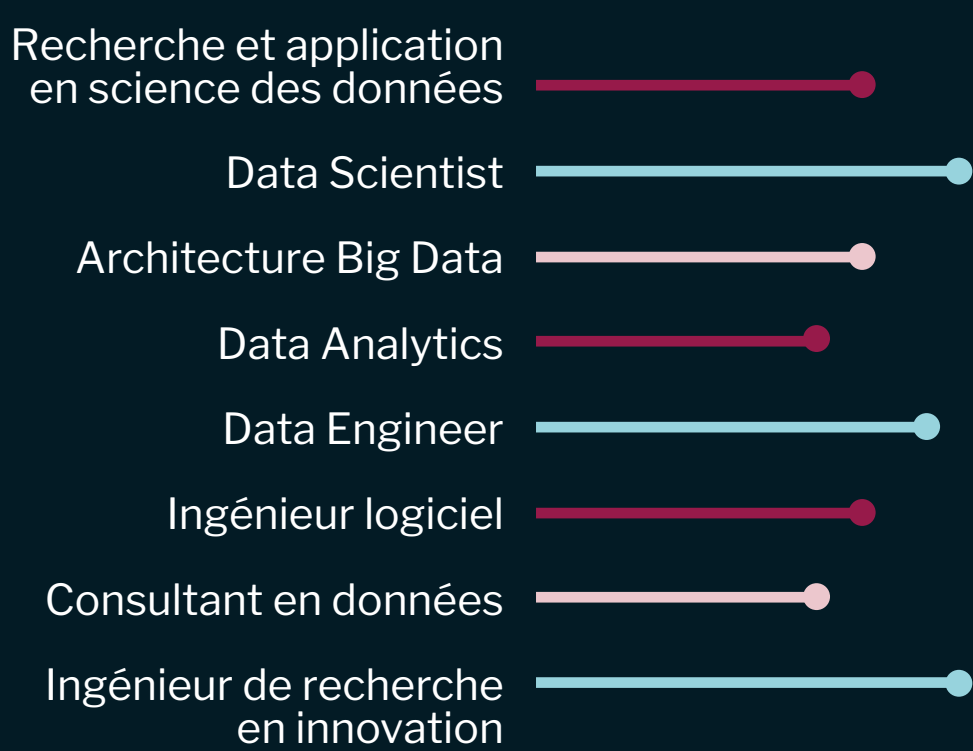 Recherche et application
en science des données
Data Scientist
Architecture Big Data
Data Analytics
Data Engineer
Ingénieur logiciel
Consultant en données
Ingénieur de recherche
en innovation